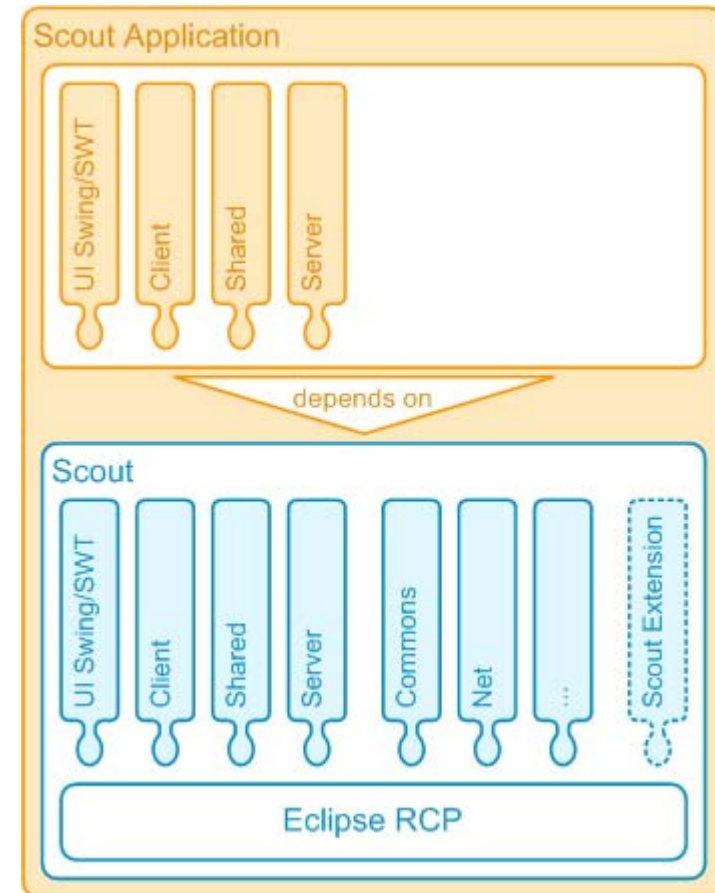 Scout Application
UI Swing/SWT
Client
Shared
Server
depends on
Scout
UI Swing/SWT
Client
Shared
Server
Commons
Net
...
Scout Extension
Eclipse RCP